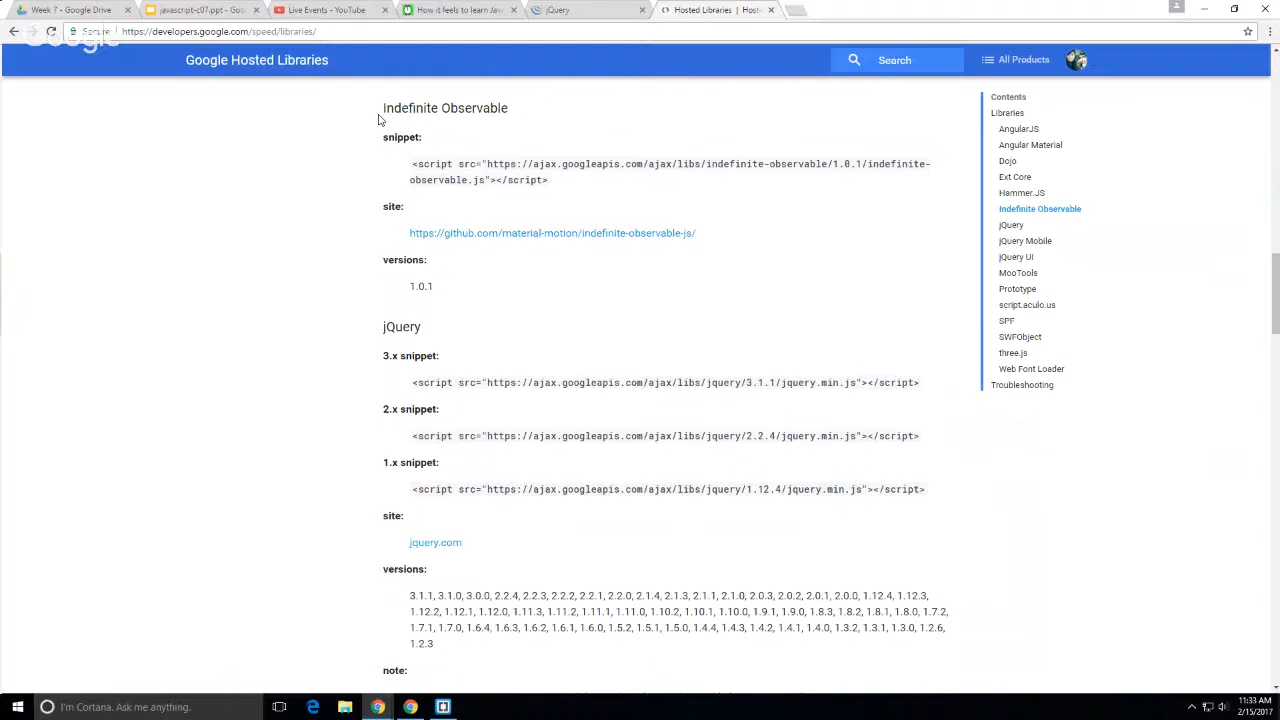 Week 7 - Google Drive
javascript-c07.ppt - Goo
Live Events - YouTube
How it feels to learn Jav
jQuery
Hosted Libraries | Hoste
Google
Secure
https://developers.google.com/speed/libraries/
Google Hosted Libraries
Search
All Products
Indefinite Observable
snippet:
<script src="https://ajax.googleapis.com/ajax/libs/indefinite-observable/1.0.1/indefinite-
observable.js"></script>
site:
https://github.com/material-motion/indefinite-observable-js/
versions:
1.0.1
jQuery
3.x snippet:
<script src="https://ajax.googleapis.com/ajax/libs/jquery/3.1.1/jquery.min.js"></script>
2.x snippet:
<script src="https://ajax.googleapis.com/ajax/libs/jquery/2.2.4/jquery.min.js"></script>
1.x snippet:
<script src="https://ajax.googleapis.com/ajax/libs/jquery/1.12.4/jquery.min.js"></script>
site:
jquery.com
versions:
3.1.1, 3.1.0, 3.0.0, 2.2.4, 2.2.3, 2.2.2, 2.2.1, 2.2.0, 2.1.4, 2.1.3, 2.1.1, 2.1.0, 2.0.3, 2.0.2, 2.0.1, 2.0.0, 1.12.4, 1.12.3,
1.12.2, 1.12.1, 1.12.0, 1.11.3, 1.11.2, 1.11.1, 1.11.0, 1.10.2, 1.10.1, 1.10.0, 1.9.1, 1.9.0, 1.8.3, 1.8.2, 1.8.1, 1.8.0, 1.7.2,
1.7.1, 1.7.0, 1.6.4, 1.6.3, 1.6.2, 1.6.1, 1.6.0, 1.5.2, 1.5.1, 1.5.0, 1.4.4, 1.4.3, 1.4.2, 1.4.1, 1.4.0, 1.3.2, 1.3.1, 1.3.0, 1.2.6,
1.2.3
note:
Contents
Libraries
AngularJS
Angular Material
Dojo
Ext Core
Hammer.JS
Indefinite Observable
jQuery
jQuery Mobile
jQuery UI
MooTools
Prototype
script.aculo.us
SPF
SWFObject
three.js
Web Font Loader
Troubleshooting
I'm Cortana. Ask me anything.
11:33 AM
2/15/2017